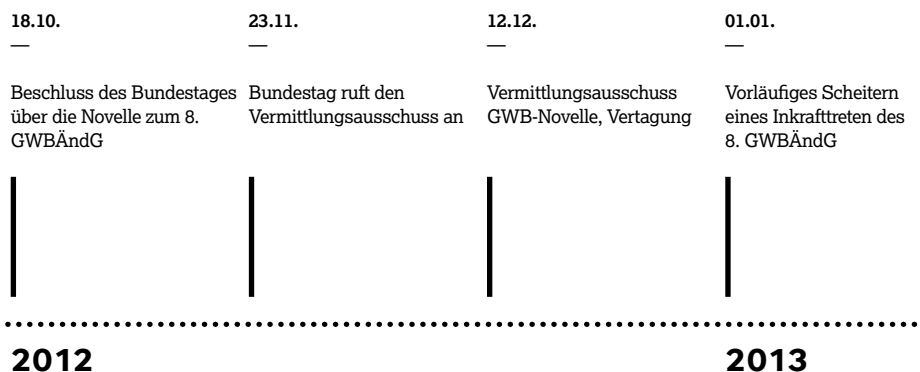 18.10.
—
Beschluss des Bundestages
über die Novelle zum 8.
GWBÄndG
23.11.
—
Bundestag ruft den
Vermittlungsausschuss an
12.12.
—
Vermittlungsausschuss
GWB-Novelle, Vertagung
01.01.
—
Vorläufiges Scheitern
eines Inkrafttreten des
8. GWBÄndG
2012
2013